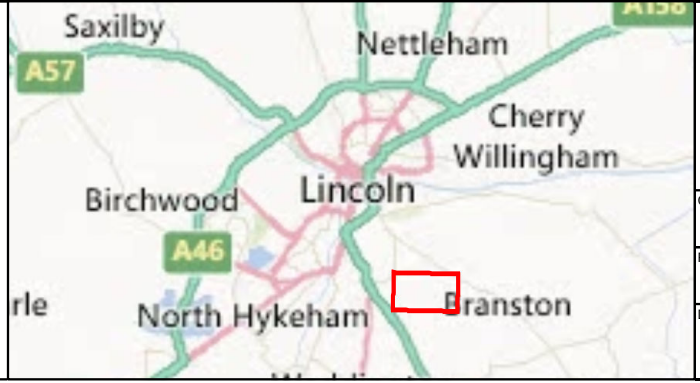 A158
Saxilby
Nettleham
A57
Cherry
Willingham
Birchwood
Lincoln
A46
rle
Branston
North Hykeham